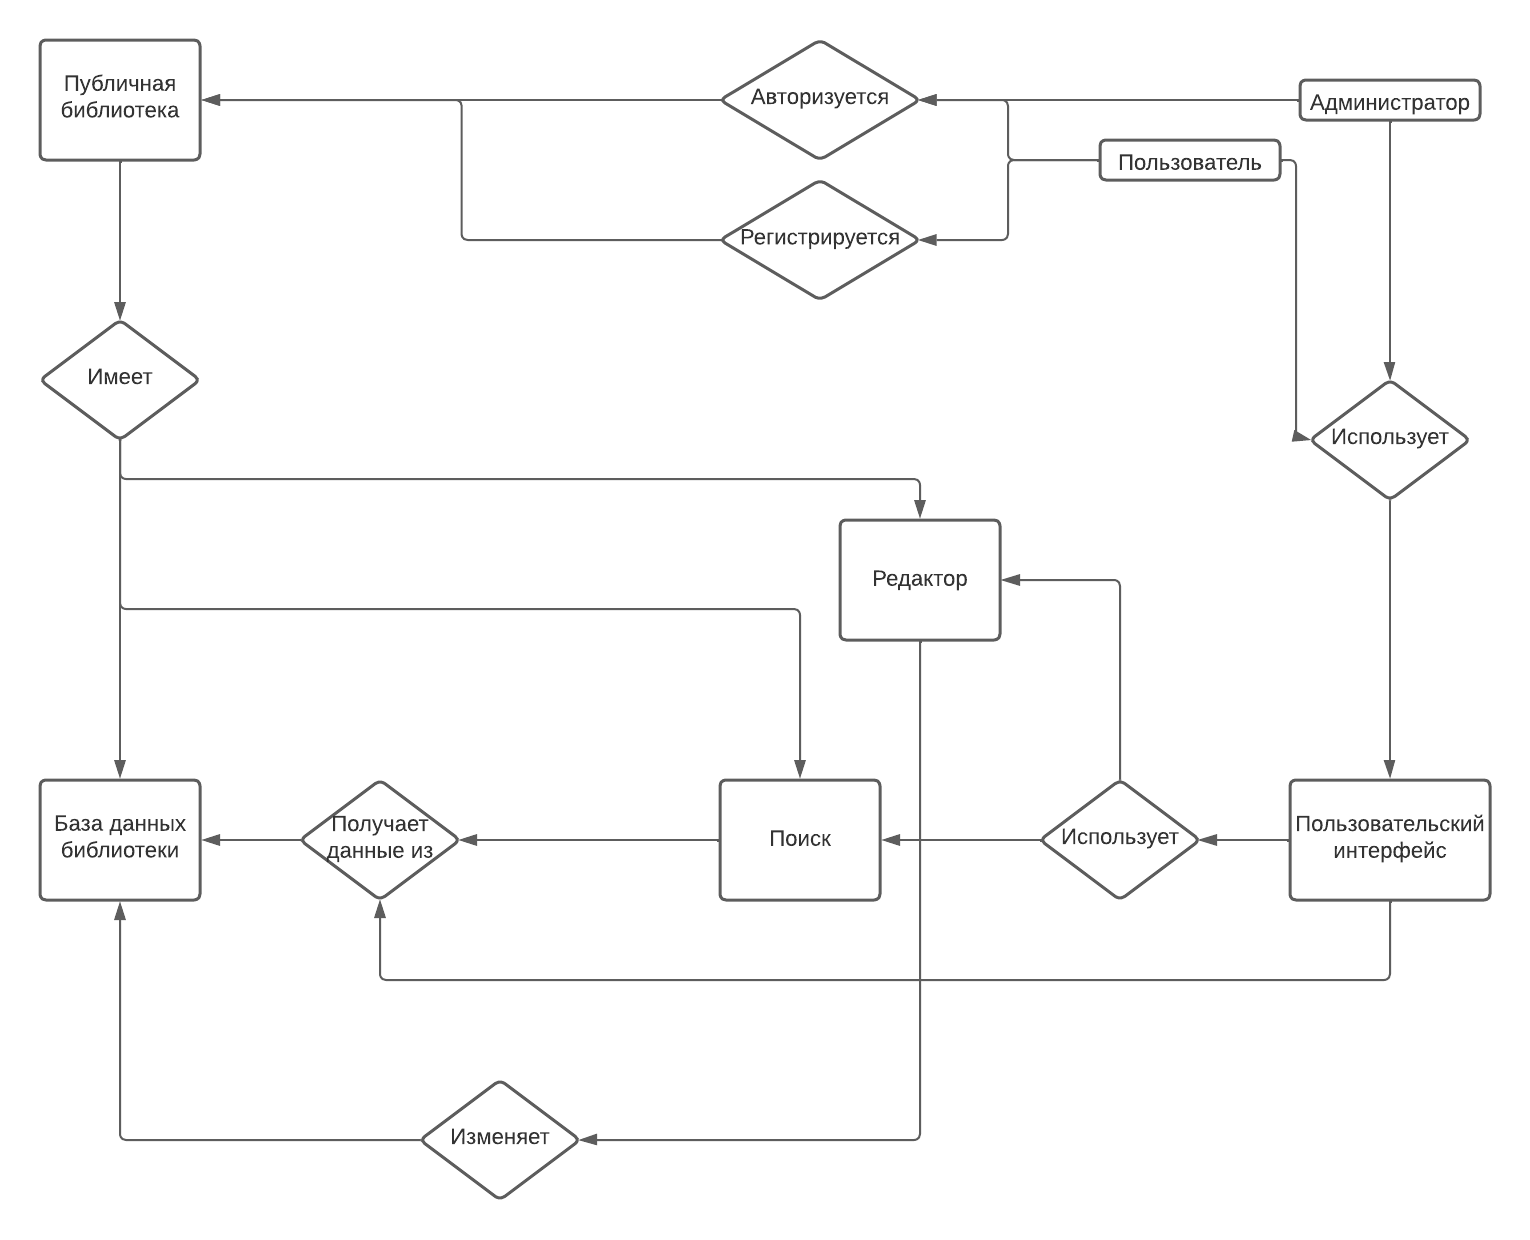 Публичная
библиотека
Авторизуется
Администратор
Пользователь
Регистрируется
Имеет
Использует
Редактор
База данных
библиотеки
Получает
данные из
Поиск
Использует
Пользовательский
интерфейс
Изменяет